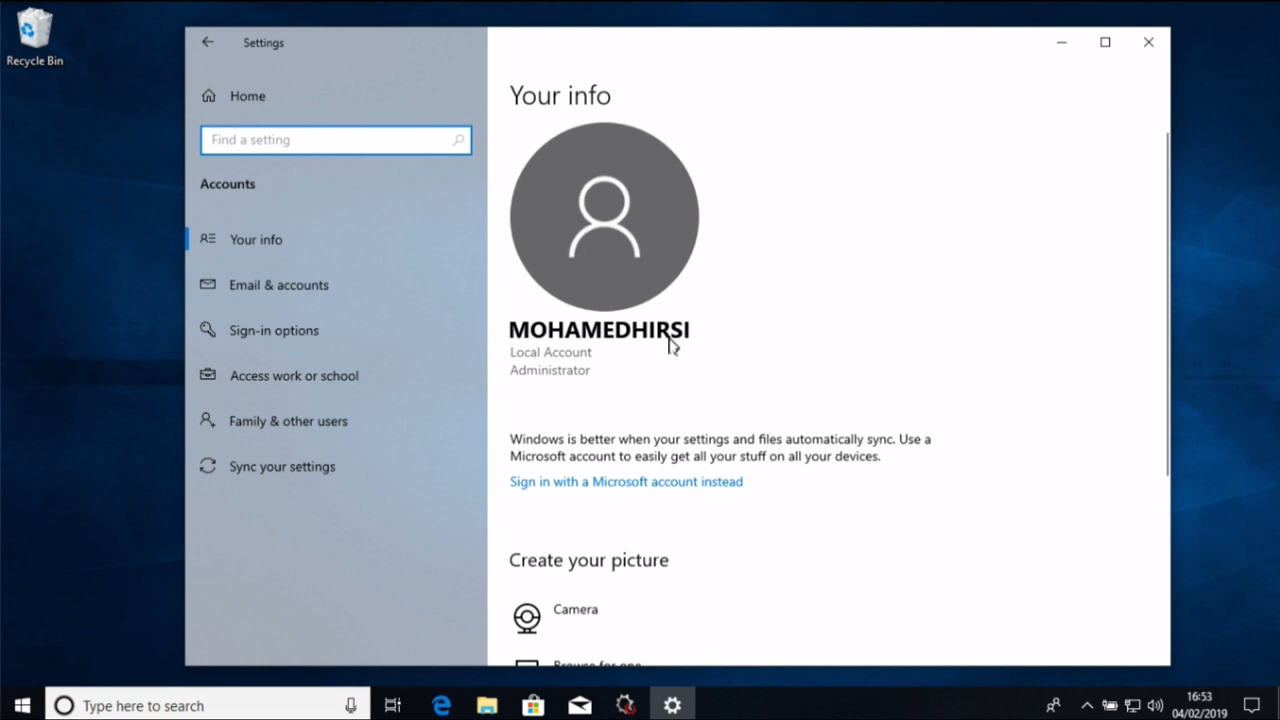 Recycle Bin
Settings
Home
Find a setting
Accounts
Your info
Email & accounts
Sign-in options
Access work or school
Family & other users
Sync your settings
Your info
MOHAMEDHIRSI
Local Account
Administrator
Windows is better when your settings and files automatically sync. Use a
Microsoft account to easily get all your stuff on all your devices.
Sign in with a Microsoft account instead
Create your picture
Camera
Browse for one
Type here to search
16:53
04/02/2019